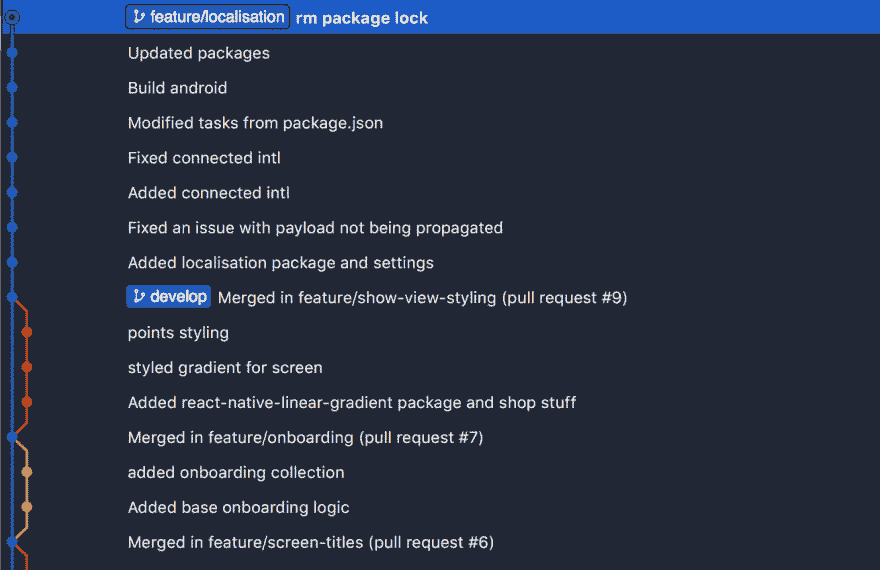 feature/localisation rm package lock
Updated packages
Build android
Modified tasks from package.json
Fixed connected intl
Added connected intl
Fixed an issue with payload not being propagated
Added localisation package and settings
develop Merged in feature/show-view-styling (pull request #9)
points styling
styled gradient for screen
Added react-native-linear-gradient package and shop stuff
Merged in feature/onboarding (pull request #7)
added onboarding collection
Added base onboarding logic
Merged in feature/screen-titles (pull request #6)